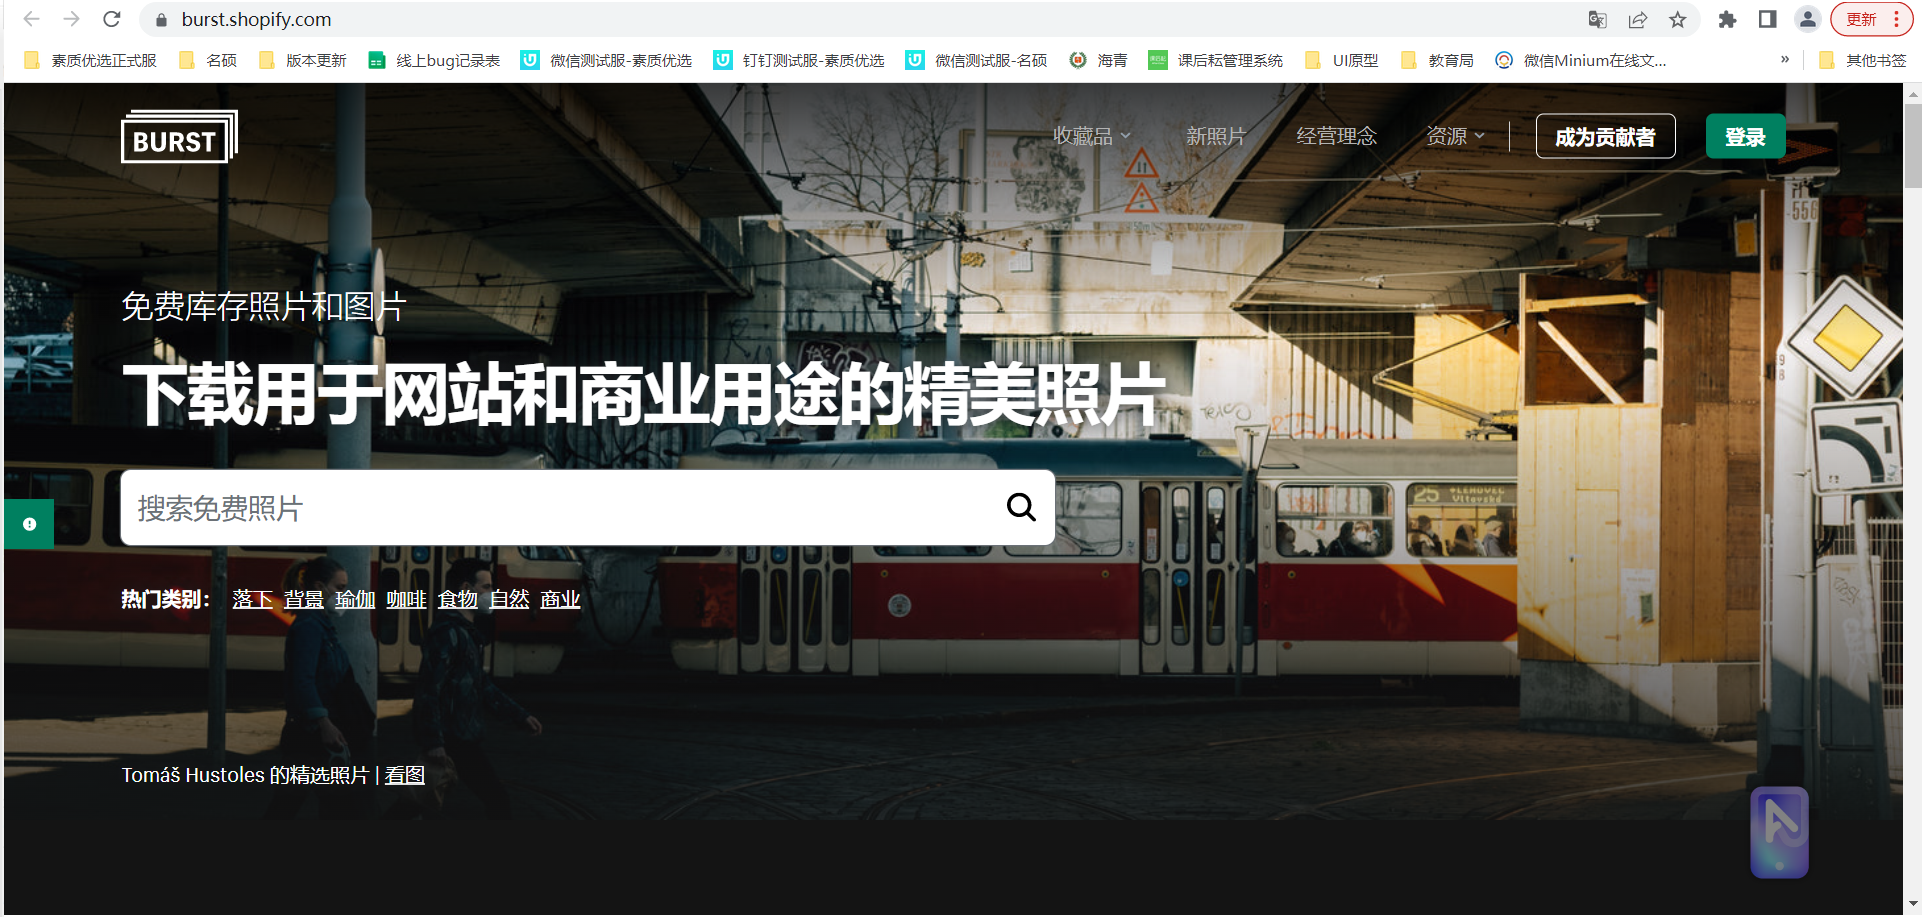 burst.shopify.com
更新
素质优选正式服 名硕 版本更新 线上bug记录表 微信测试服-素质优选 钉钉测试服-素质优选 微信测试服-名硕 海青 课后耘管理系统 UI原型 教育局 微信Minium在线文... » 其他书签
BURST
收藏品 新照片 经营理念 资源 成为贡献者 登录
-556
免费库存照片和图片
下载用于网站和商业用途的精美照片
搜索免费照片
25
热门类别： 落下 背景 瑜伽 咖啡 食物 自然 商业
Tomáš Hustoles 的精选照片 | 看图